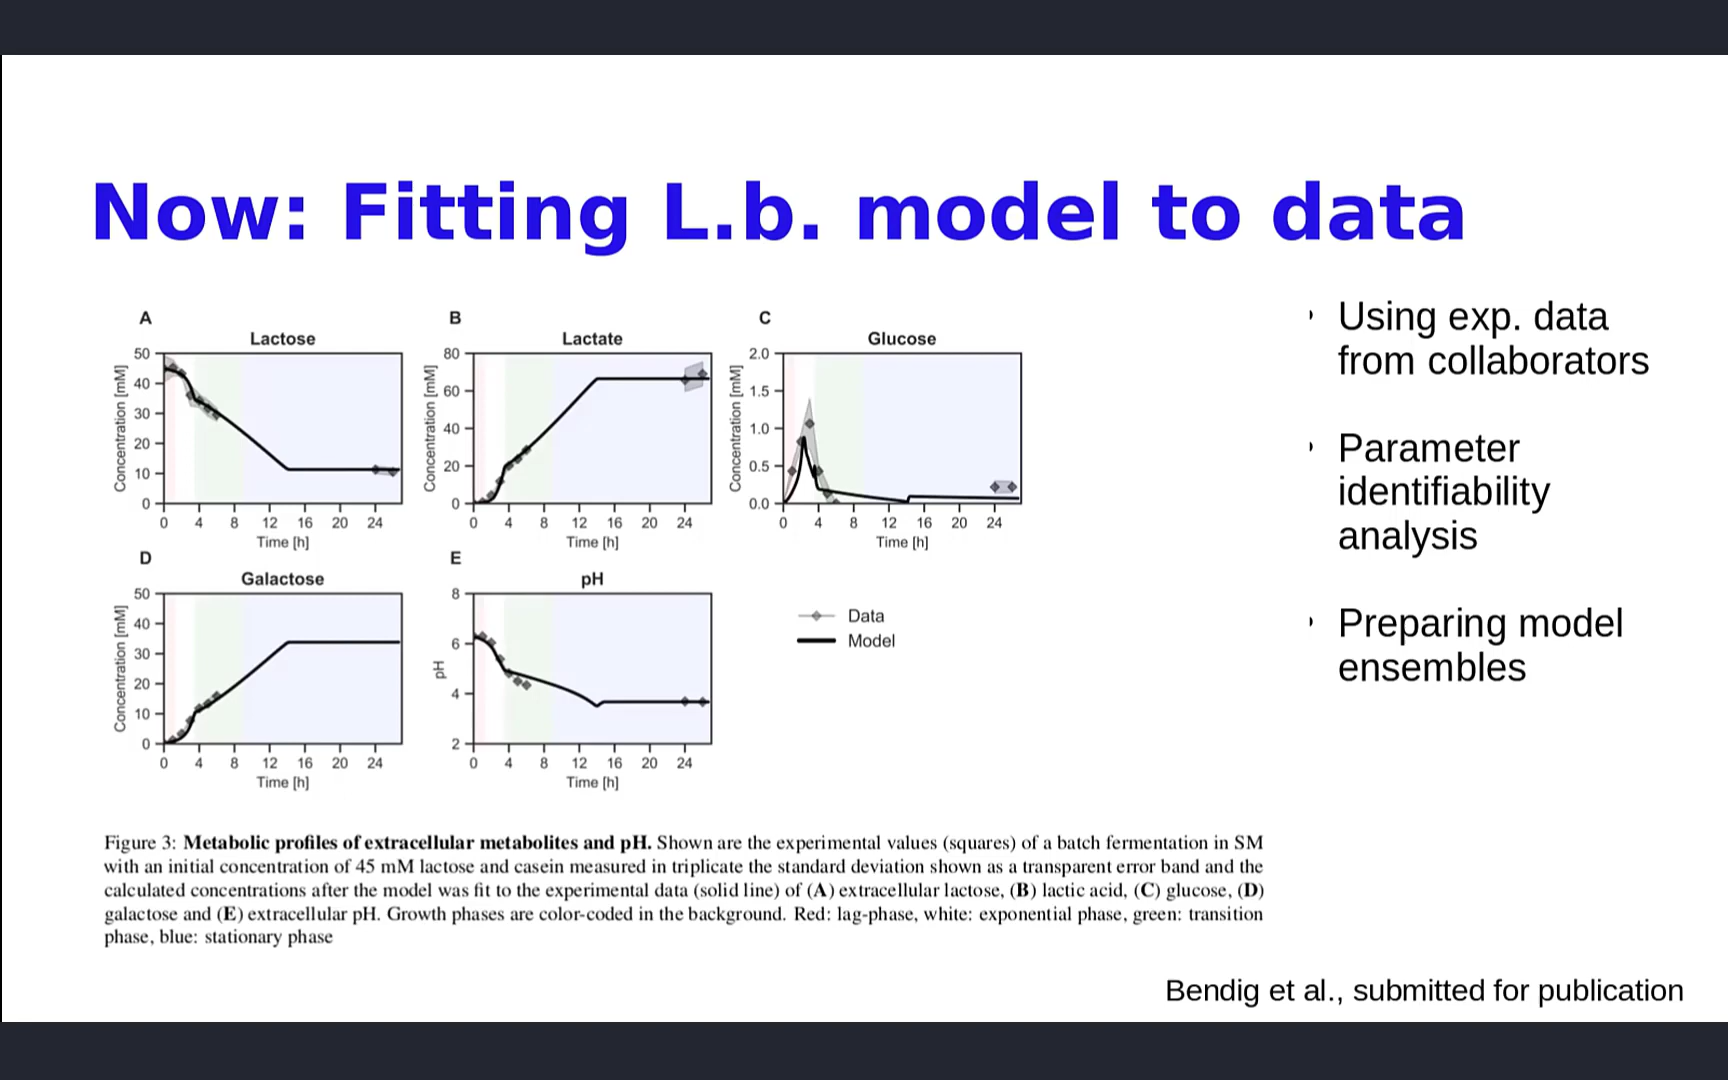 Now: Fitting L.b. model to data
A
Lactose
Concentration [mM]
50
40
30
20
10
0
0 4 8 12 16 20 24
Time [h]
B
Lactate
Concentration [mM]
80
60
40
20
0
0 4 8 12 16 20 24
Time [h]
C
Glucose
Concentration [mM]
2.0
1.5
1.0
0.5
0.0
0 4 8 12 16 20 24
Time [h]
D
Galactose
Concentration [mM]
50
40
30
20
10
0
0 4 8 12 16 20 24
Time [h]
E
pH
pH
8
6
4
2
0 4 8 12 16 20 24
Time [h]
Data
Model
Using exp. data
from collaborators
Parameter
identifiability
analysis
Preparing model
ensembles
Figure 3: Metabolic profiles of extracellular metabolites and pH. Shown are the experimental values (squares) of a batch fermentation in SM
with an initial concentration of 45 mM lactose and casein measured in triplicate the standard deviation shown as a transparent error band and the
calculated concentrations after the model was fit to the experimental data (solid line) of (A) extracellular lactose, (B) lactic acid, (C) glucose, (D)
galactose and (E) extracellular pH. Growth phases are color-coded in the background. Red: lag-phase, white: exponential phase, green: transition
phase, blue: stationary phase
Bendig et al., submitted for publication